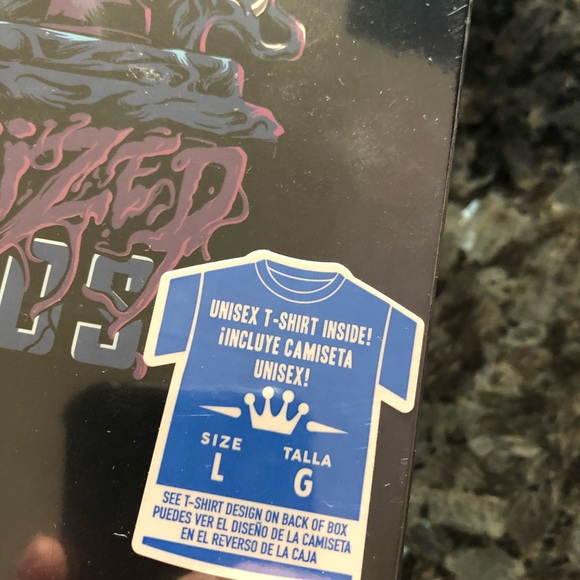 UNISEX T-SHIRT INSIDE!
¡INCLUYE CAMISETA
UNISEX!
SIZE
L
TALLA
G
SEE T-SHIRT DESIGN ON BACK OF BOX
PUEDES VER EL DISEÑO DE LA CAMISETA
EN EL REVERSO DE LA CAJA